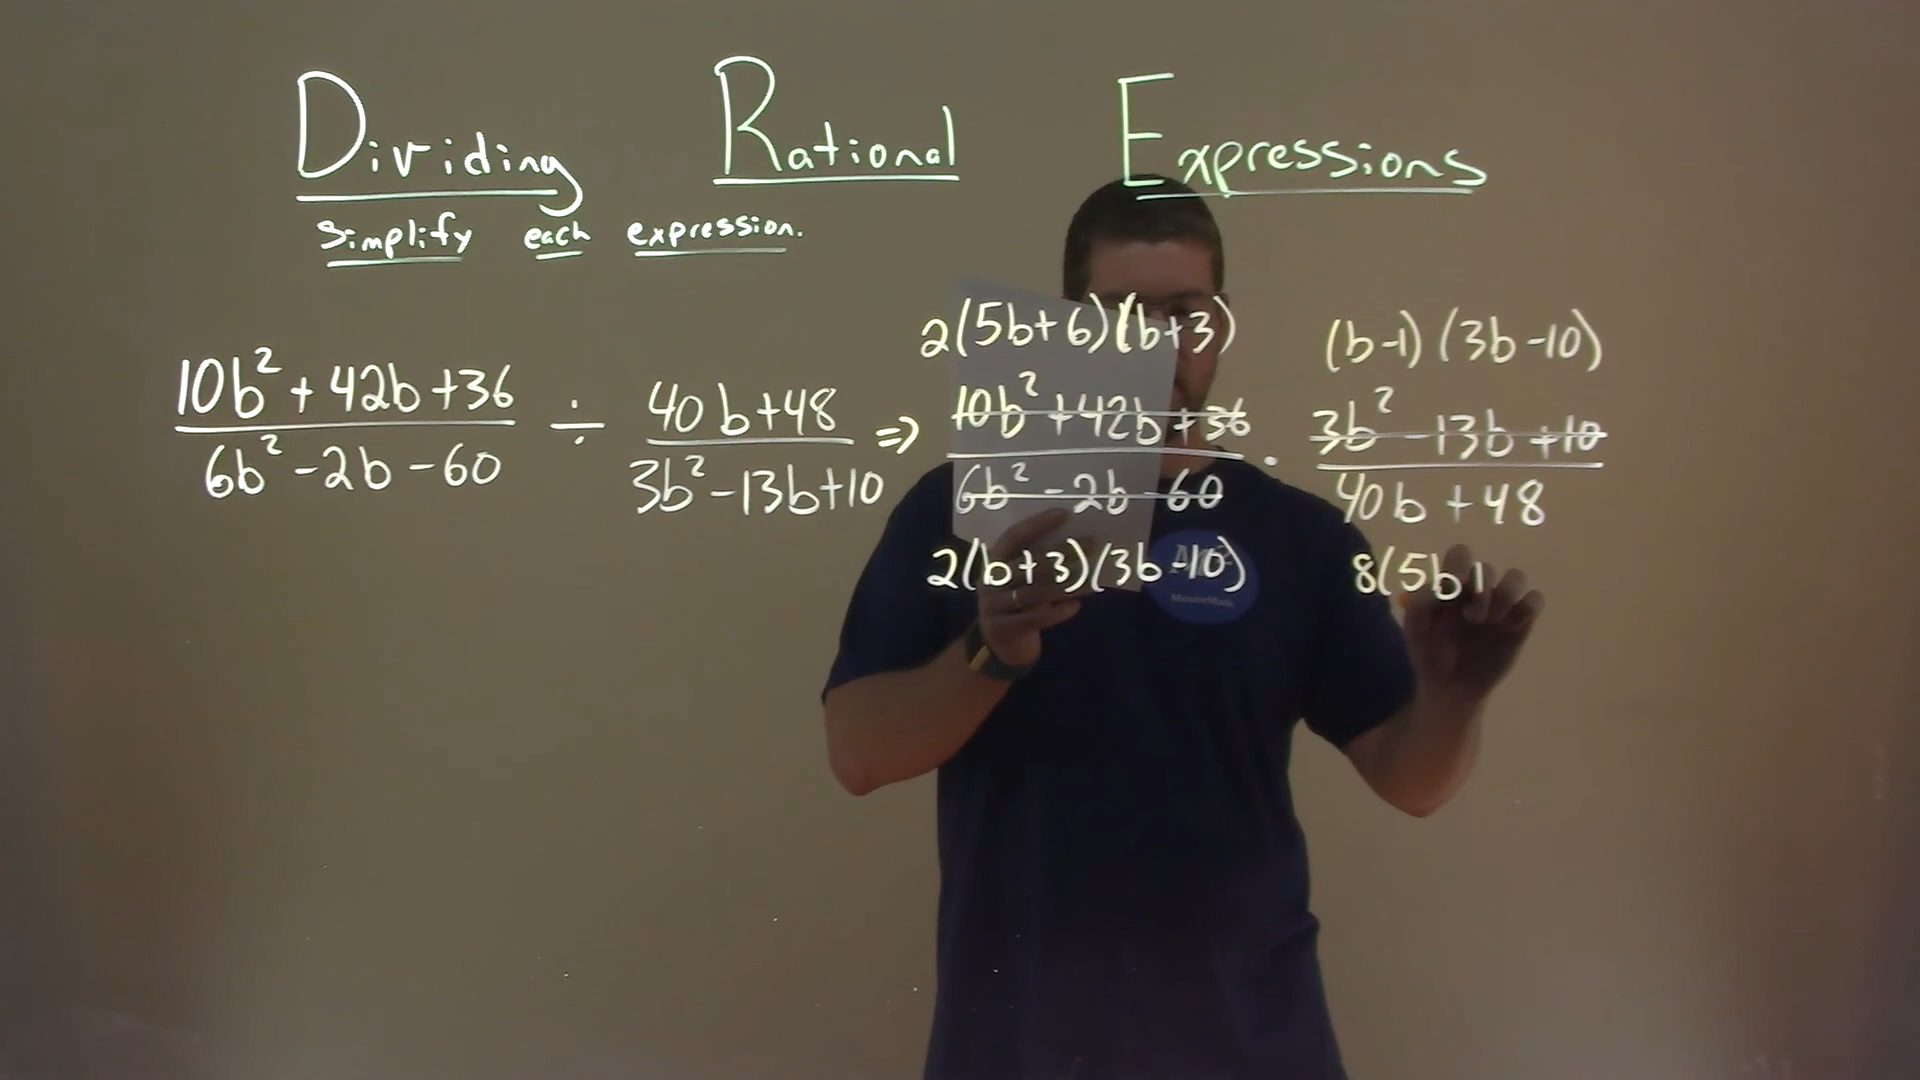 Dividing Rational Expressions
Simplify each expression.
2(5b+6)(b+3) (b-1)(3b-10)
10b²+42b+36 ÷ 40b+48 ⇒ 10b²+42b+36 · 3b²-13b+10
6b²-2b-60 3b²-13b+10 6b²-2b-60 40b+48
2(b+3)(3b-10) 8(5b+
MinuteMath